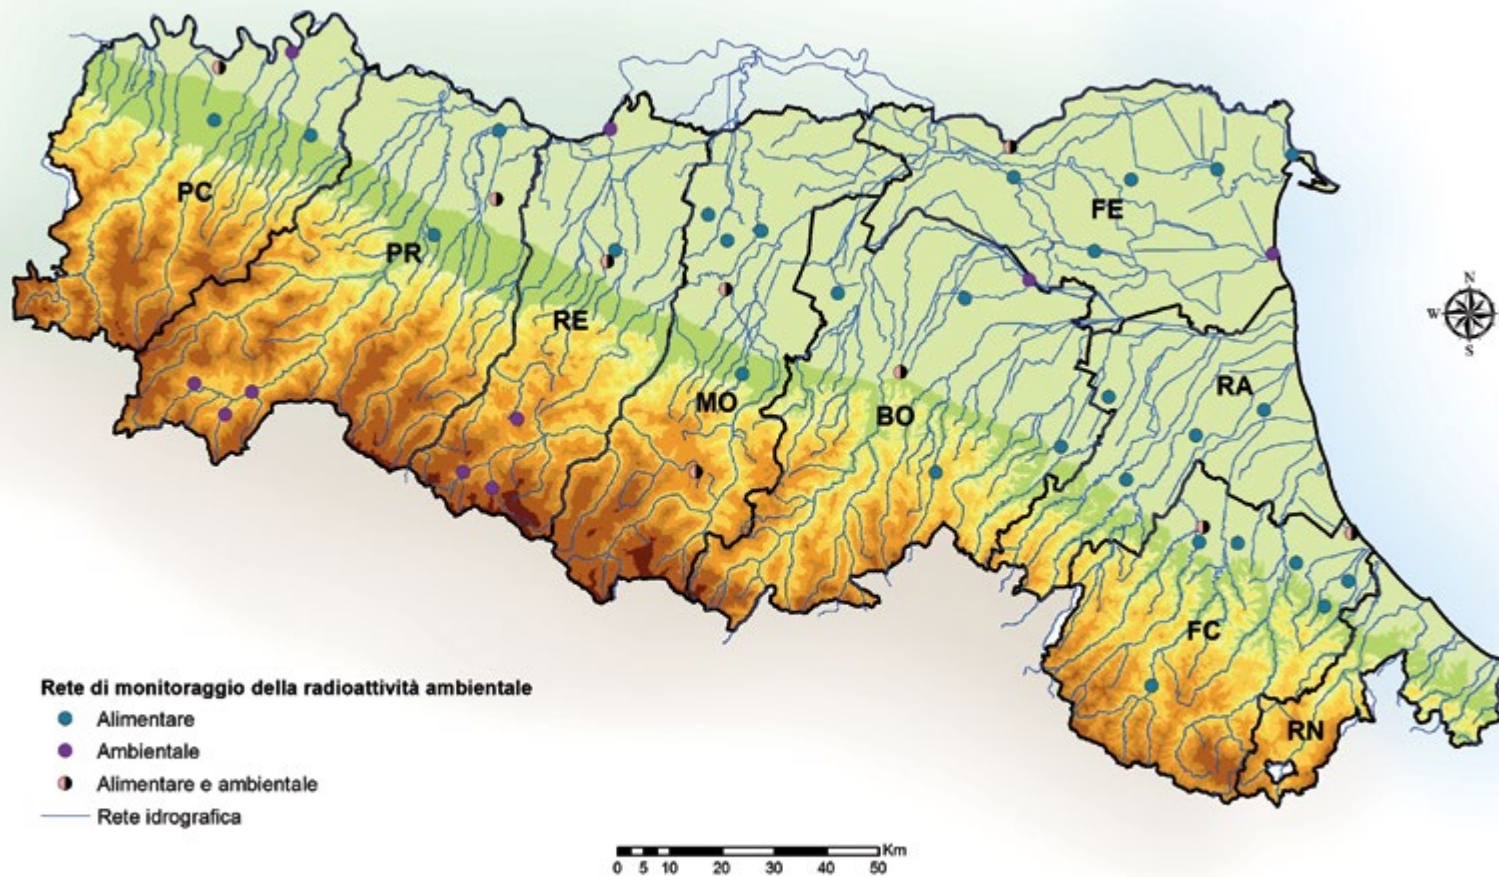 PC
PR
RE
MO
BO
FE
RA
FC
RN
N
W
S
Rete di monitoraggio della radioattività ambientale
Alimentare
Ambientale
Alimentare e ambientale
Rete idrografica
Km
0 5 10 20 30 40 50